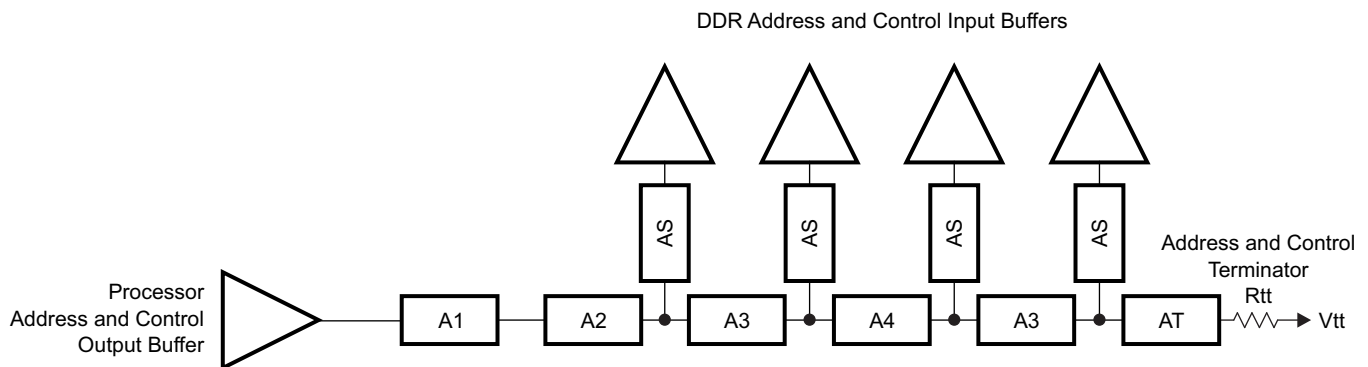 DDR Address and Control Input Buffers
AS
AS
AS
AS
Address and Control
Terminator
Rtt
Processor
Address and Control
Output Buffer
A1
A2
A3
A4
A3
AT
Vtt